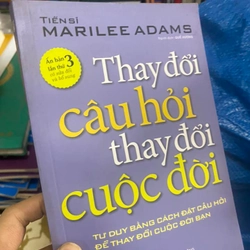 TIẾN SĨ
MARILEE ADAMS
Ấn bản
lần thứ 3
Thay đổi
câu hỏi
thay đổi
cuộc đời
TƯ DUY BẰNG CÁCH ĐẶT CÂU HỎI
ĐỂ THAY ĐỔI CUỘC ĐỜI BẠN